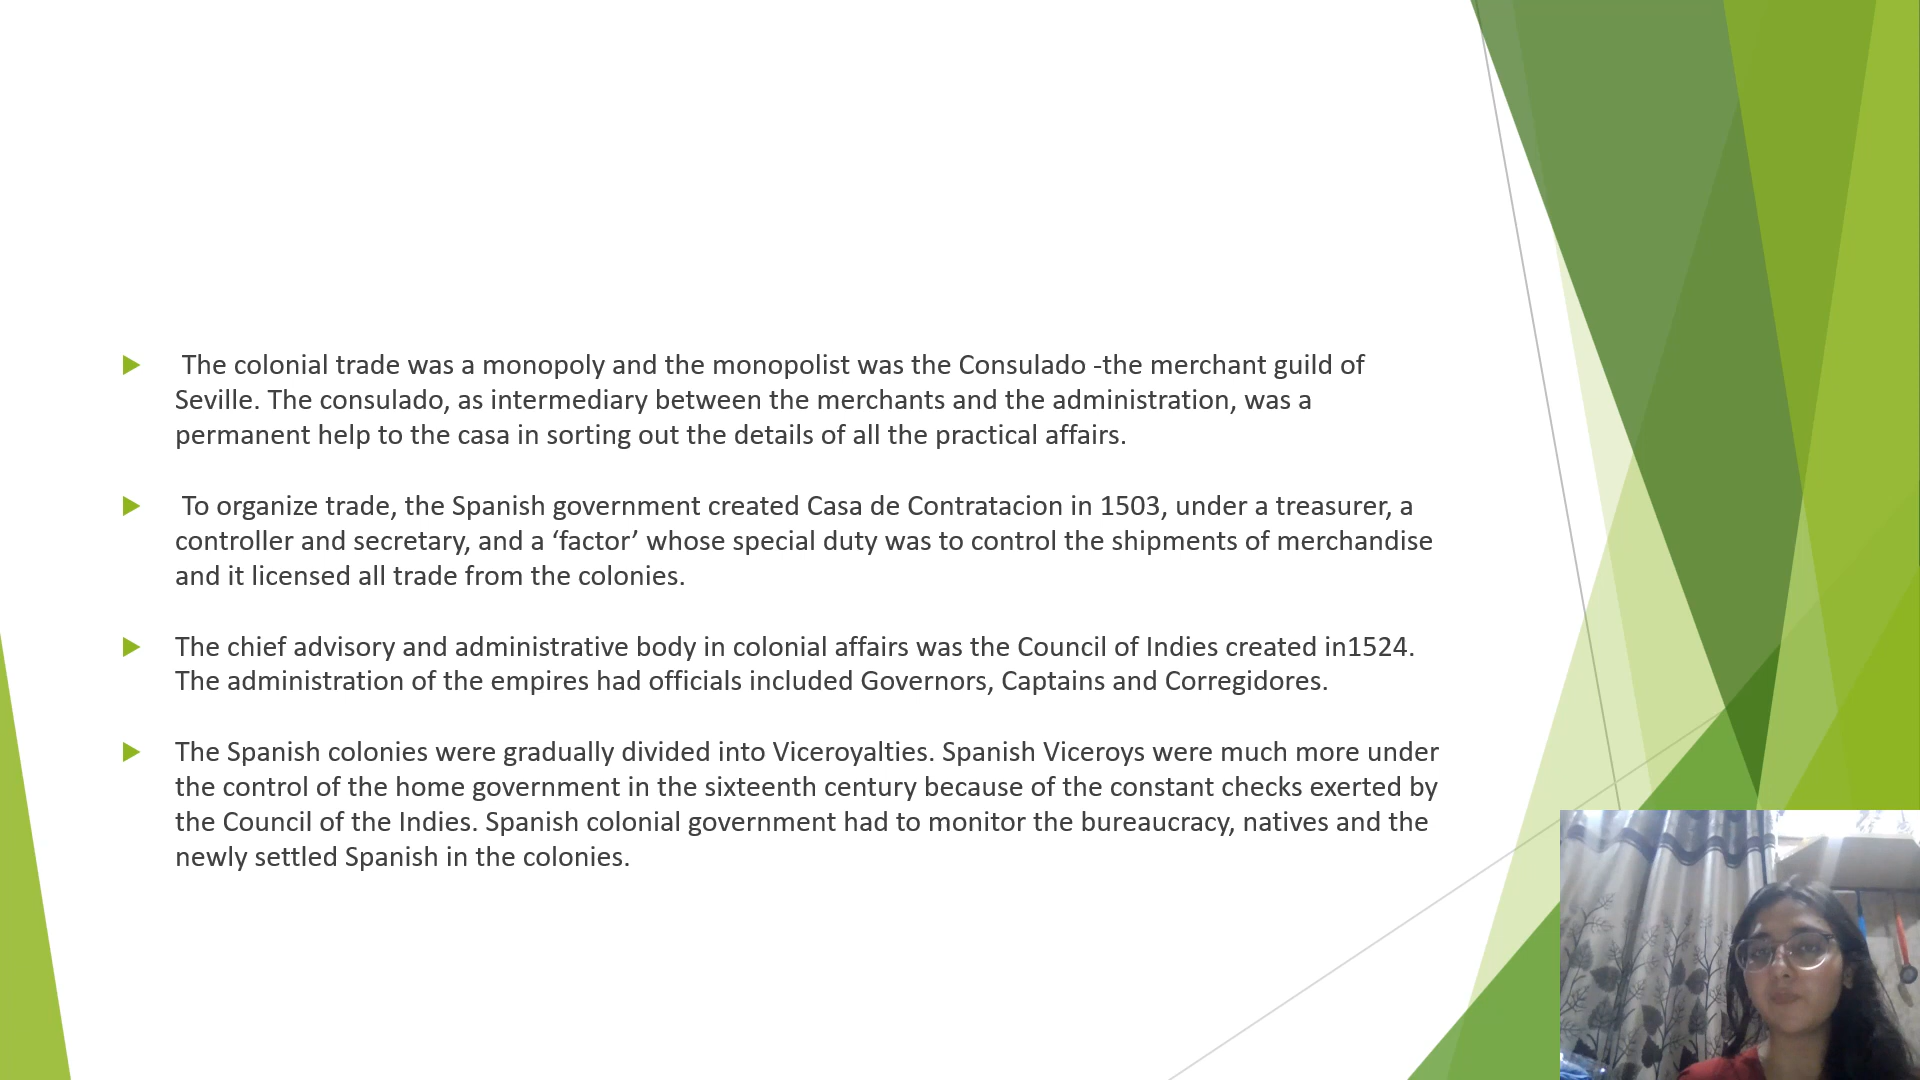 The colonial trade was a monopoly and the monopolist was the Consulado -the merchant guild of
Seville. The consulado, as intermediary between the merchants and the administration, was a
permanent help to the casa in sorting out the details of all the practical affairs.
To organize trade, the Spanish government created Casa de Contratacion in 1503, under a treasurer, a
controller and secretary, and a ‘factor’ whose special duty was to control the shipments of merchandise
and it licensed all trade from the colonies.
The chief advisory and administrative body in colonial affairs was the Council of Indies created in1524.
The administration of the empires had officials included Governors, Captains and Corregidores.
The Spanish colonies were gradually divided into Viceroyalties. Spanish Viceroys were much more under
the control of the home government in the sixteenth century because of the constant checks exerted by
the Council of the Indies. Spanish colonial government had to monitor the bureaucracy, natives and the
newly settled Spanish in the colonies.